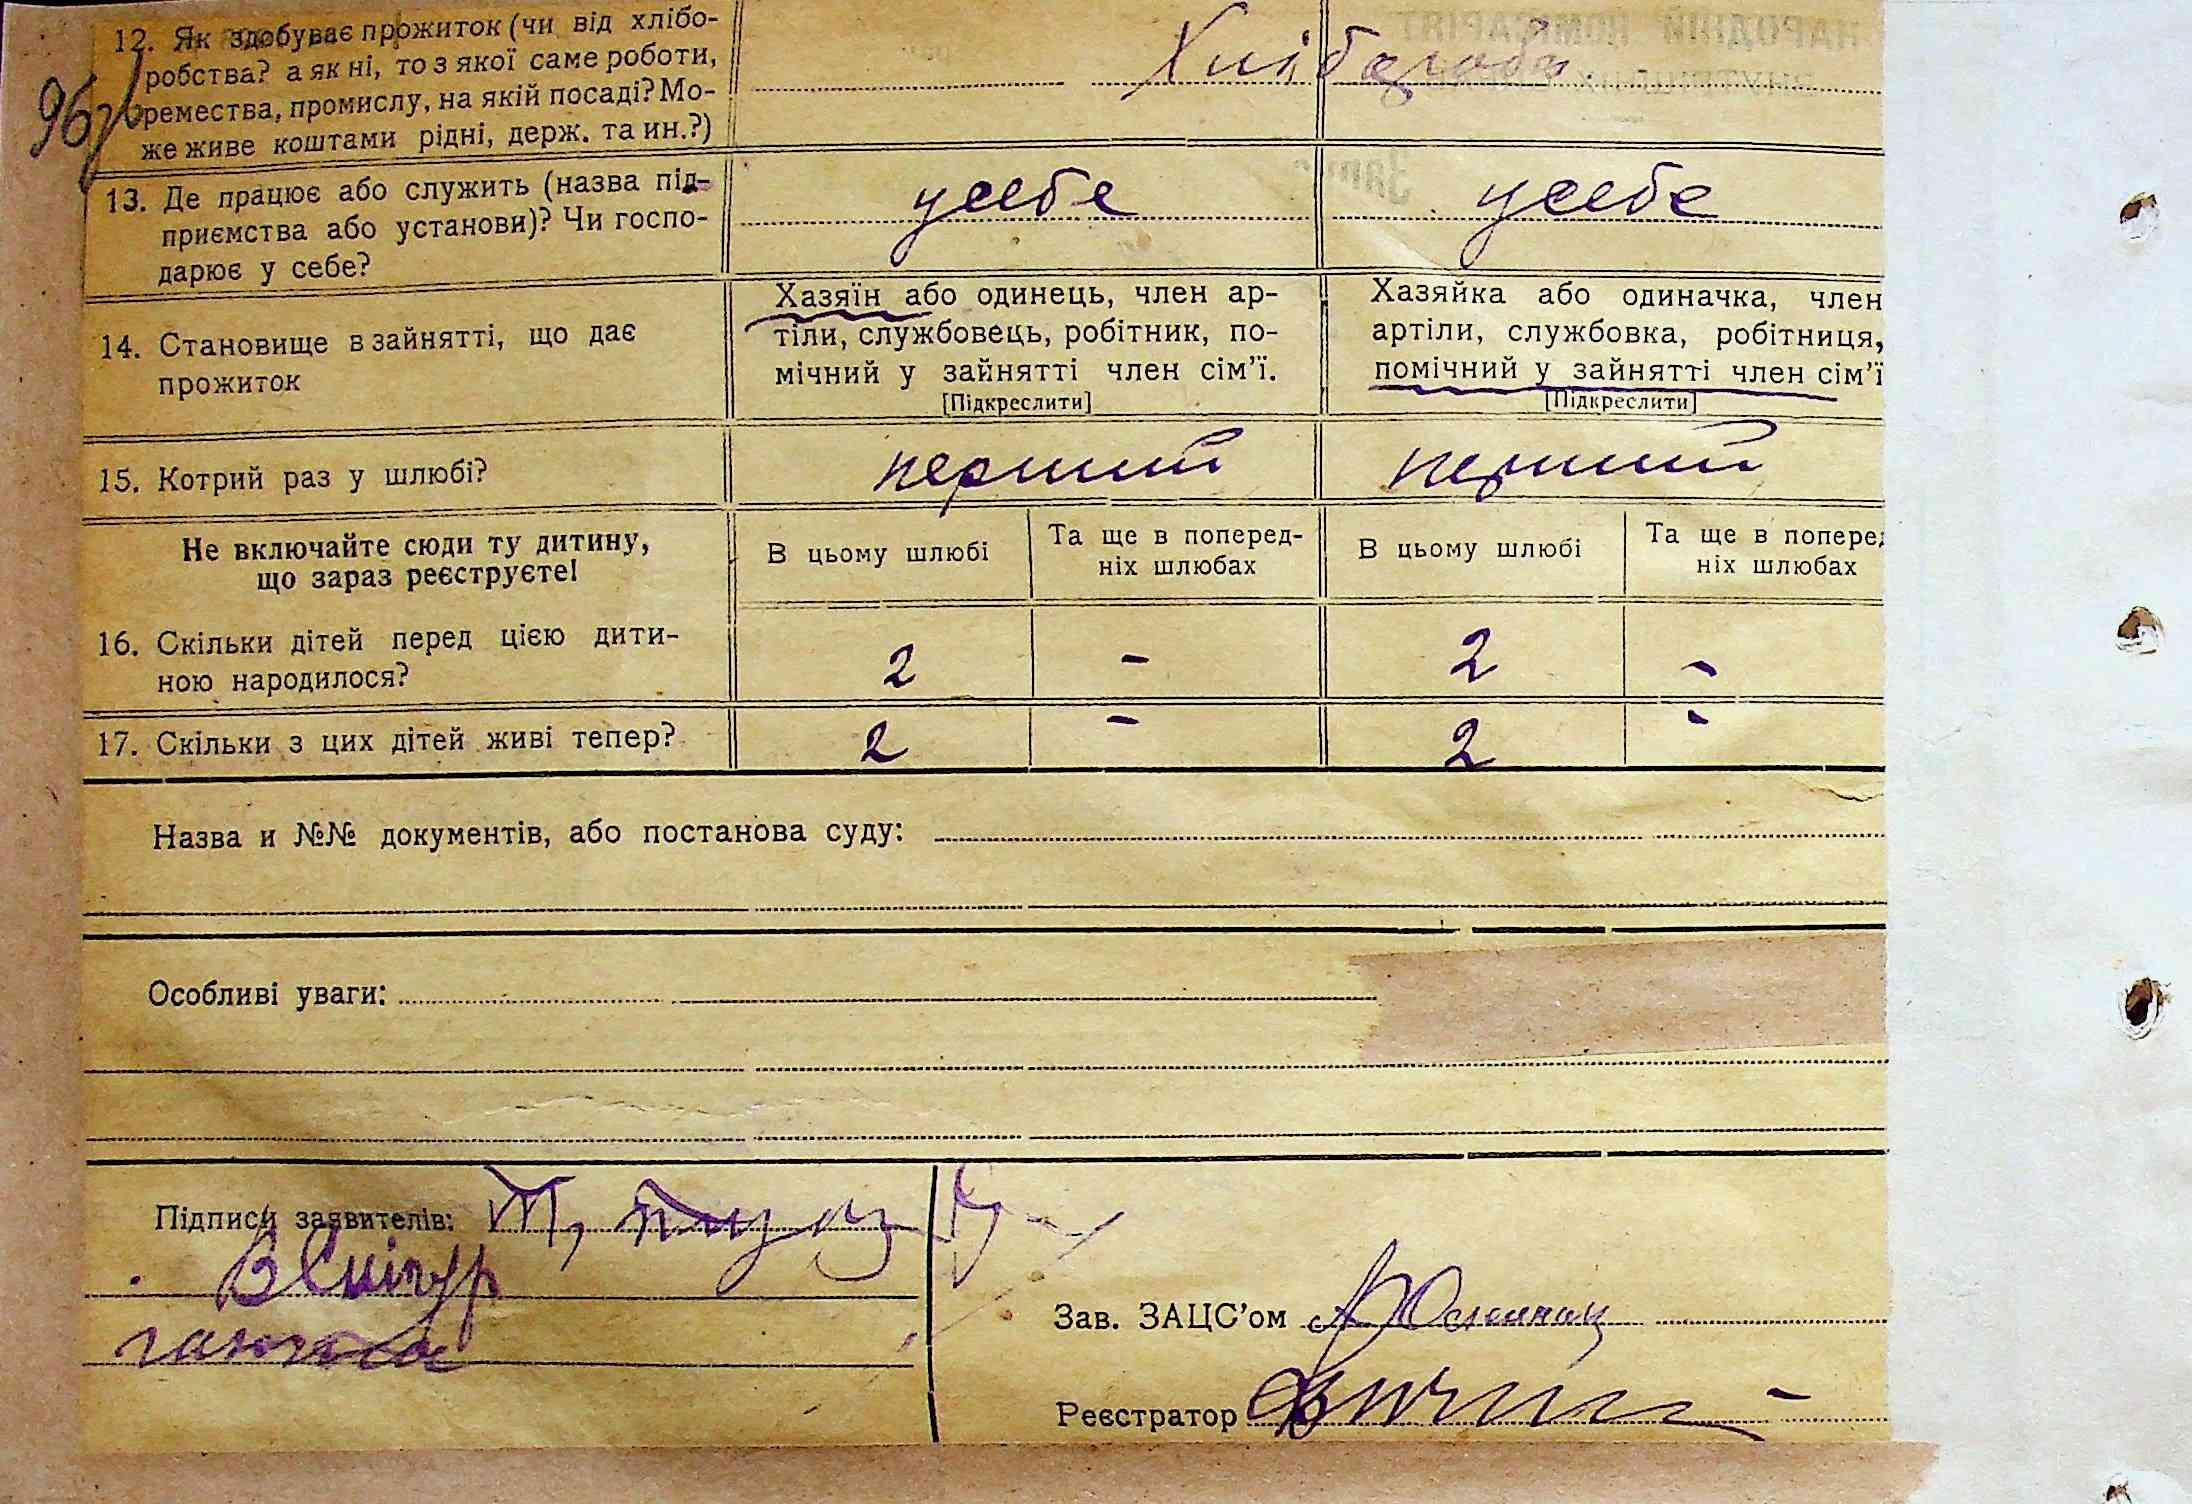 12. Як здобуває прожиток (чи від хлібо-
робства? а як ні, то з якої саме роботи,
ремества, промислу, на якій посаді? Мо-
же живе коштами рідні, держ. та ин.?)
96
13. Де працює або служить (назва під-
приємства або установи)? Чи госпо-
дарює у себе?
усебе
усебе
14. Становище в зайнятті, що дає
прожиток
Хазяїн або одинець, член ар-
тіли, службовець, робітник, по-
мічний у зайнятті член сім'ї.
[Підкреслити]
Хазяйка або одиначка, член
артіли, службовка, робітниця,
помічний у зайнятті член сім'ї
[Підкреслити]
15. Котрий раз у шлюбі?
перший
перший
Не включайте сюди ту дитину,
що зараз реєструєте!
В цьому шлюбі
Та ще в поперед-
ніх шлюбах
В цьому шлюбі
Та ще в поперед
ніх шлюбах
16. Скільки дітей перед цією дити-
ною народилося?
2
-
2
-
17. Скільки з цих дітей живі тепер?
2
-
2
-
Назва и №№ документів, або постанова суду:
Особливі уваги:
Підписи заявителів:
В Снігур
Зав. ЗАЦС'ом
Реєстратор
НАРОДНІЙ КОМІСАРІЯТ
ВНУТРІШНІХ